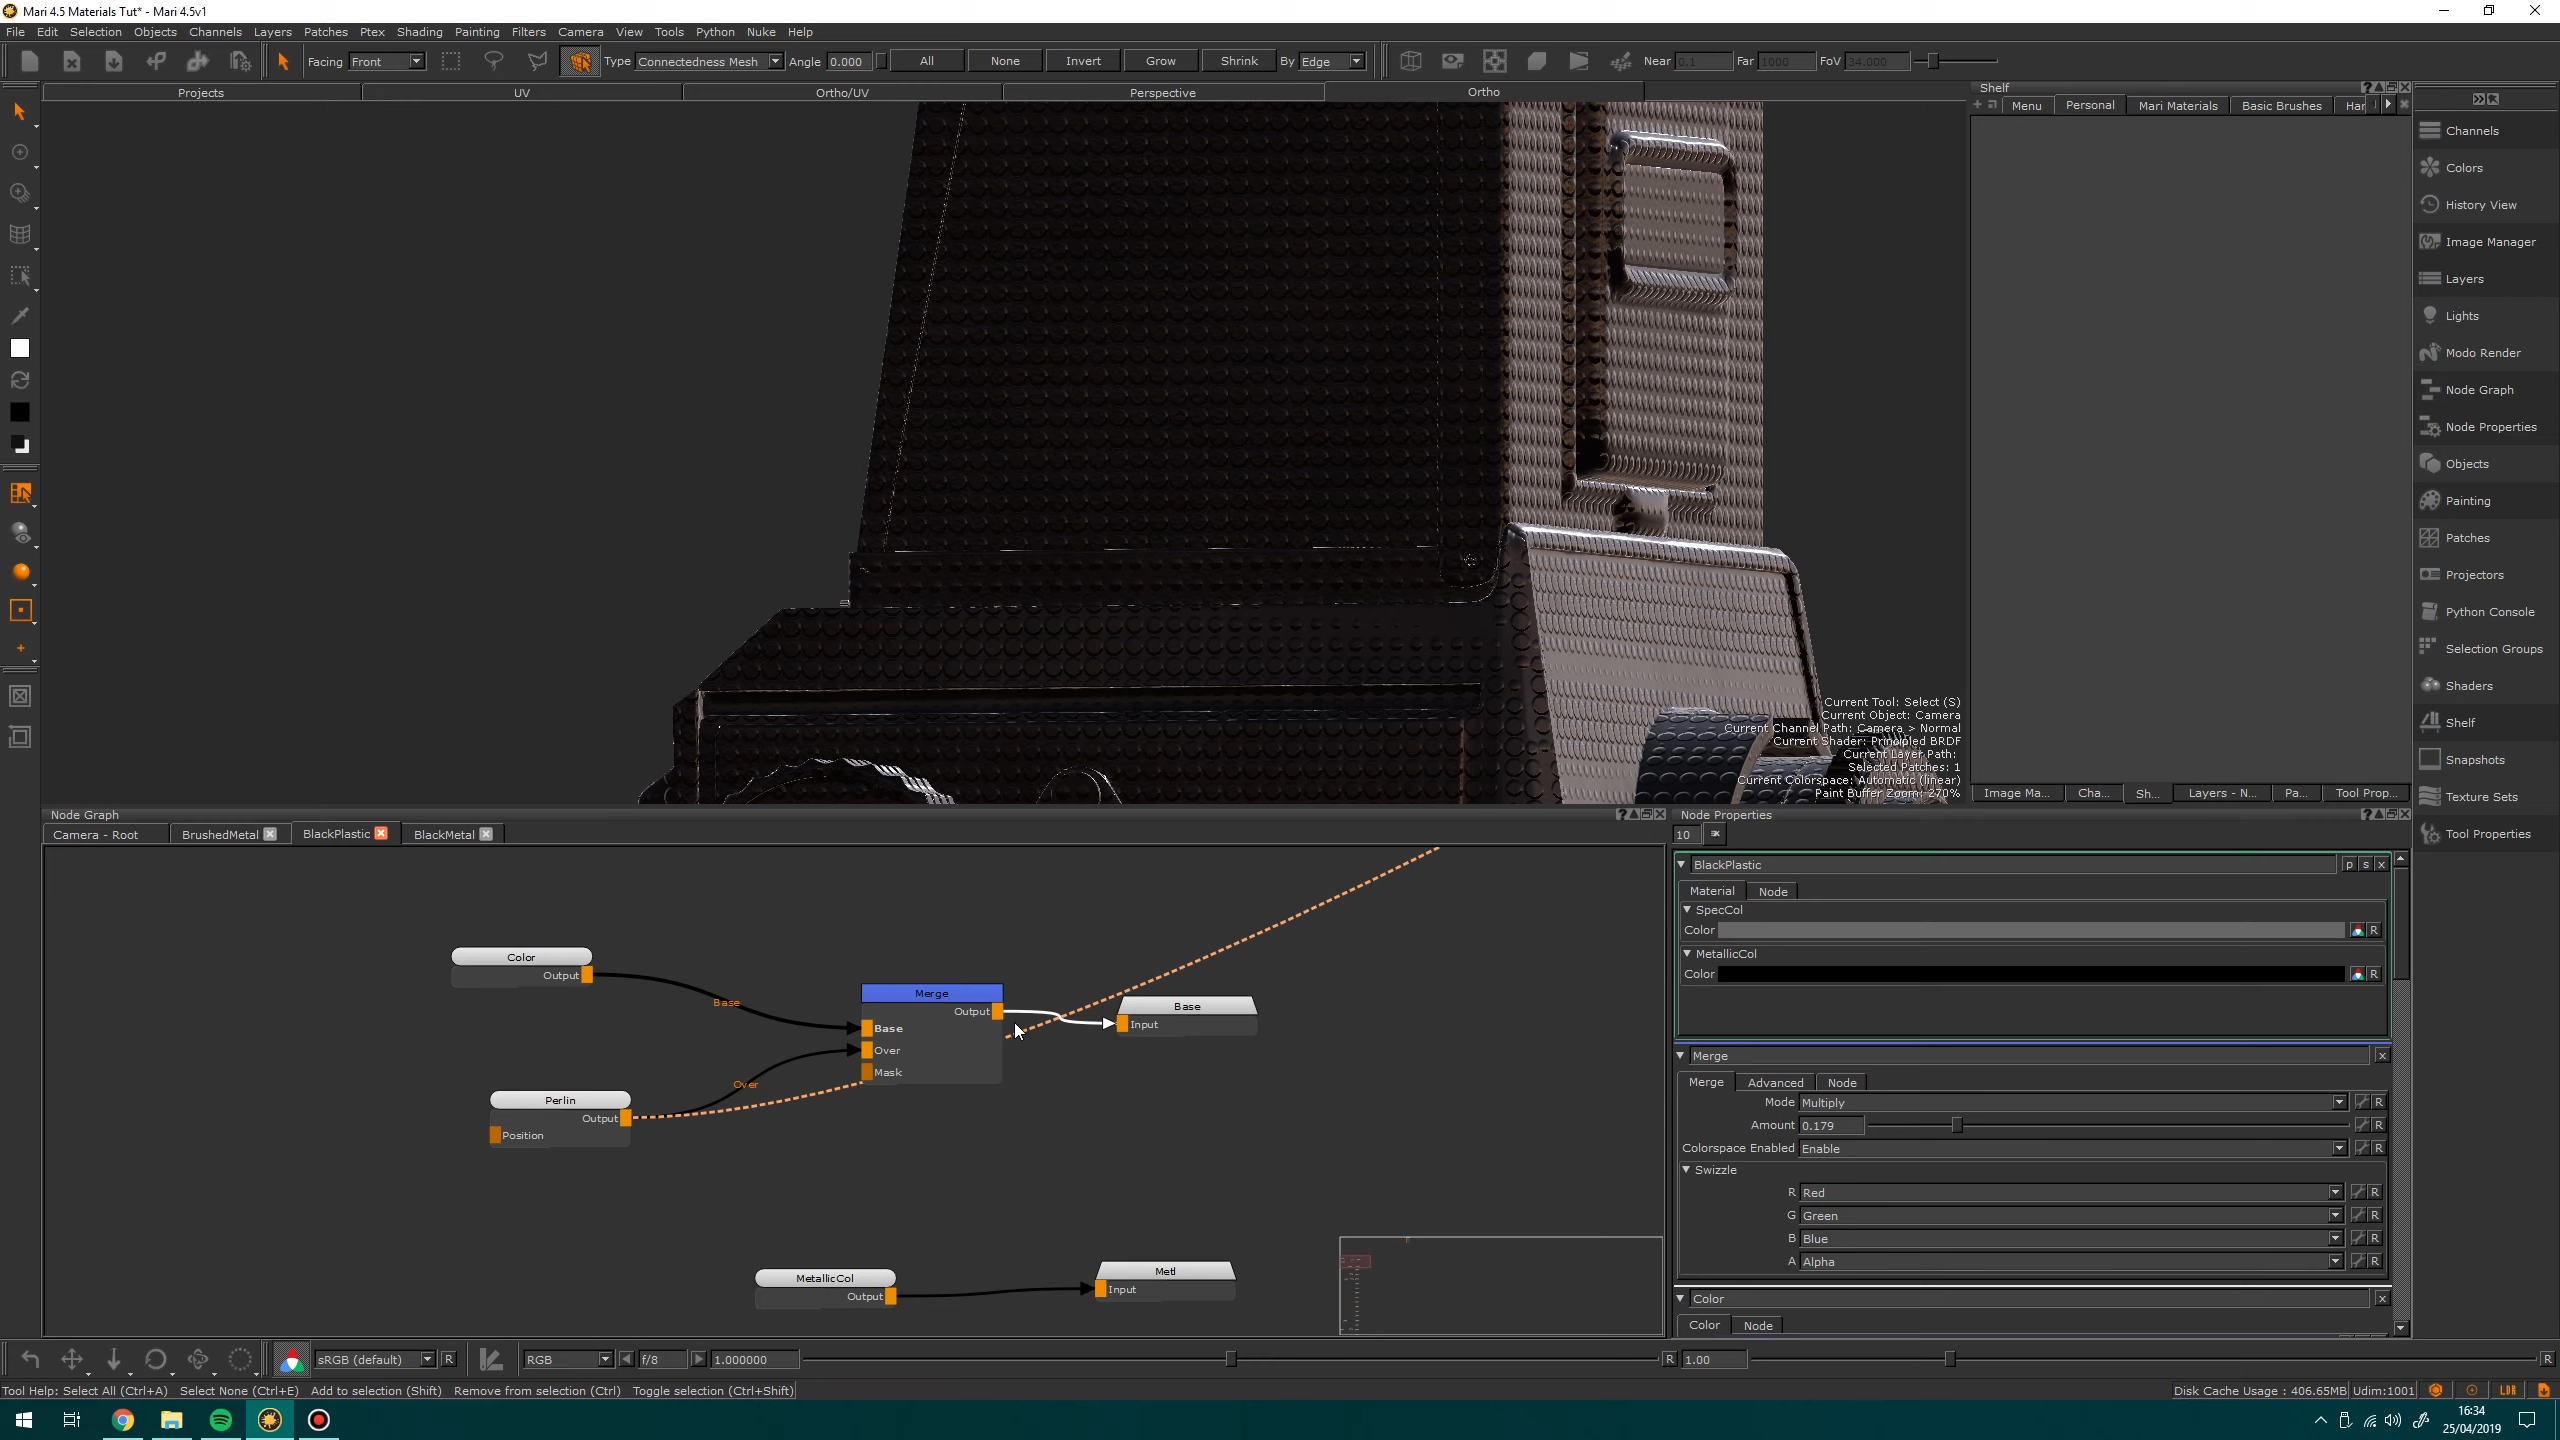 Mari 4.5 Materials Tut* - Mari 4.5v1
File Edit Selection Objects Channels Layers Patches Ptex Shading Painting Filters Camera View Tools Python Nuke Help
Facing Front Type Connectedness Mesh Angle 0.000 All None Invert Grow Shrink By Edge Near 0.1 Far 1000 FoV 34.000
Projects UV Ortho/UV Perspective Ortho
Shelf
Menu Personal Mari Materials Basic Brushes Har
Channels
Colors
History View
Image Manager
Layers
Lights
Modo Render
Node Graph
Node Properties
Objects
Painting
Patches
Projectors
Python Console
Selection Groups
Shaders
Shelf
Snapshots
Texture Sets
Tool Properties
Current Tool: Select (S)
Current Object: Camera
Current Channel Path: Camera > Normal
Current Shader: Principled BRDF
Current Layer Path:
Selected Patches: 1
Current Colorspace: Automatic (linear)
Paint Buffer Zoom: 270%
Image Ma... Cha... Sh... Layers - N... Pa... Tool Prop...
Node Graph
Camera - Root BrushedMetal BlackPlastic BlackMetal
Color
Output
Base
Merge
Output
Base
Over
Mask
Base
Input
Over
Perlin
Output
Position
MetallicCol
Output
Metl
Input
Node Properties
10
BlackPlastic p s x
Material Node
SpecCol
Color R
MetallicCol
Color R
Merge x
Merge Advanced Node
Mode Multiply R
Amount 0.179 R
Colorspace Enabled Enable R
Swizzle
R Red R
G Green R
B Blue R
A Alpha R
Color x
Color Node
sRGB (default) R RGB f/8 1.000000 R 1.00 R
Tool Help: Select All (Ctrl+A) Select None (Ctrl+E) Add to selection (Shift) Remove from selection (Ctrl) Toggle selection (Ctrl+Shift)
Disk Cache Usage : 406.65MB Udim:1001 LDR
16:34
25/04/2019